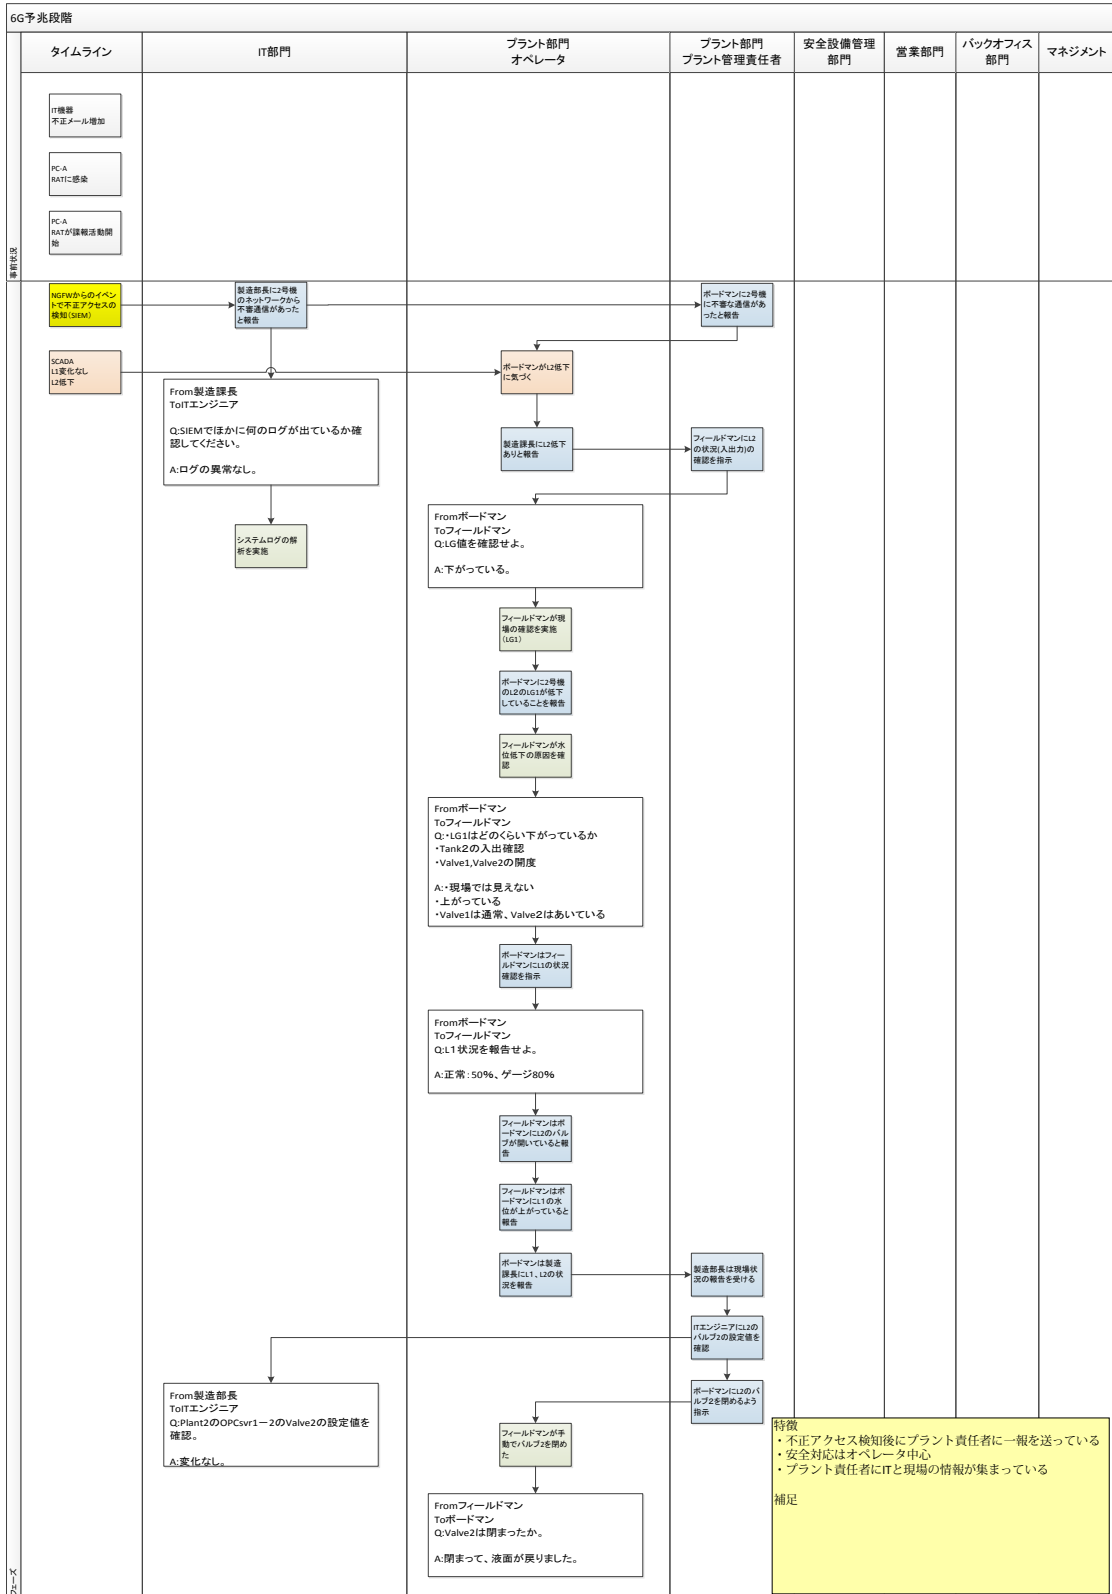 6G予兆段階
タイムライン
IT部門
プラント部門
オペレータ
プラント部門
プラント管理責任者
安全設備管理
部門
営業部門
バックオフィス
部門
マネジメント
事前状況
IT機器
不正メール増加
PC-A
RATに感染
PC-A
RATが諜報活動開
始
NGFWからのイベン
トで不正アクセスの
検知(SIEM)
製造部長に2号機
のネットワークから
不審通信があった
と報告
ボードマンに2号機
に不審な通信があ
ったと報告
SCADA
L1変化なし
L2低下
ボードマンがL2低下
に気づく
From製造課長
ToITエンジニア
Q:SIEMでほかに何のログが出ているか確
認してください。
A:ログの異常なし。
製造課長にL2低下
ありと報告
フィールドマンにL2
の状況(入出力)の
確認を指示
システムログの解
析を実施
Fromボードマン
Toフィールドマン
Q:LG値を確認せよ。
A:下がっている。
フィールドマンが現
場の確認を実施
(LG1)
ボードマンに2号機
のL2のLG1が低下
していることを報告
フィールドマンが水
位低下の原因を確
認
Fromボードマン
Toフィールドマン
Q:・LG1はどのくらい下がっているか
・Tank2の入出確認
・Valve1,Valve2の開度
A:・現場では見えない
・上がっている
・Valve1は通常、Valve2はあいている
ボードマンはフィー
ルドマンにL1の状況
確認を指示
Fromボードマン
Toフィールドマン
Q:L1状況を報告せよ。
A:正常:50%、ゲージ80%
フィールドマンはボ
ードマンにL2のバル
ブが開いていると報
告
フィールドマンはボ
ードマンにL1の水
位が上がっていると
報告
ボードマンは製造
課長にL1、L2の状
況を報告
製造部長は現場状
況の報告を受ける
ITエンジニアにL2の
バルブ2の設定値を
確認
From製造部長
ToITエンジニア
Q:Plant2のOPCsvr1-2のValve2の設定値を
確認。
A:変化なし。
ボードマンにL2のバ
ルブ2を閉めるよう
指示
フィールドマンが手
動でバルブ2を閉め
た
Fromフィールドマン
Toボードマン
Q:Valve2は閉まったか。
A:閉まって、液面が戻りました。
特徴
・不正アクセス検知後にプラント責任者に一報を送っている
・安全対応はオペレータ中心
・プラント責任者にITと現場の情報が集まっている
補足
フェーズ